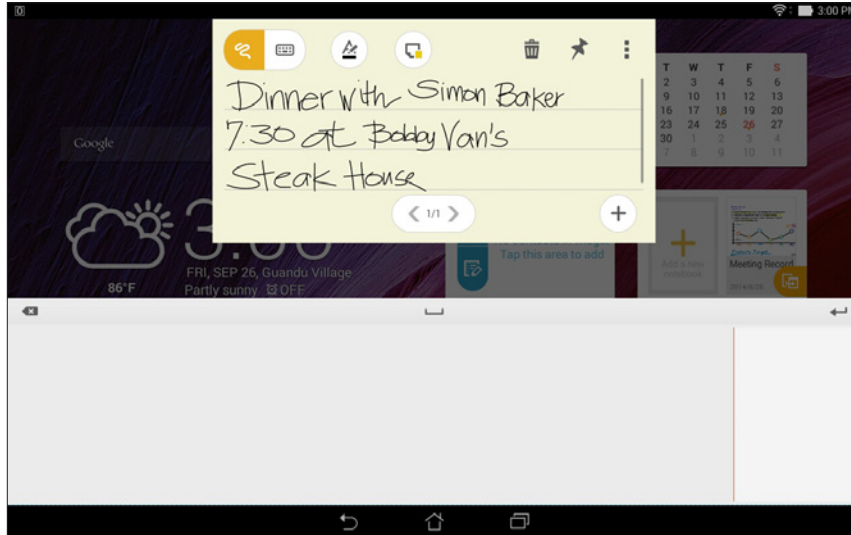 3:00 PM
Dinner with Simon Baker
7:30 at Bobby Van's
Steak House
1/1
Google
86°F
FRI, SEP 26, Guandu Village
Partly sunny OFF
Tap this area to add
T W T F S
2 3 4 5 6
9 10 11 12 13
16 17 18 19 20
23 24 25 26 27
30 1 2 3 4
7 8 9 10 11
Add a new
notebook
Meeting Record
2014/8/26